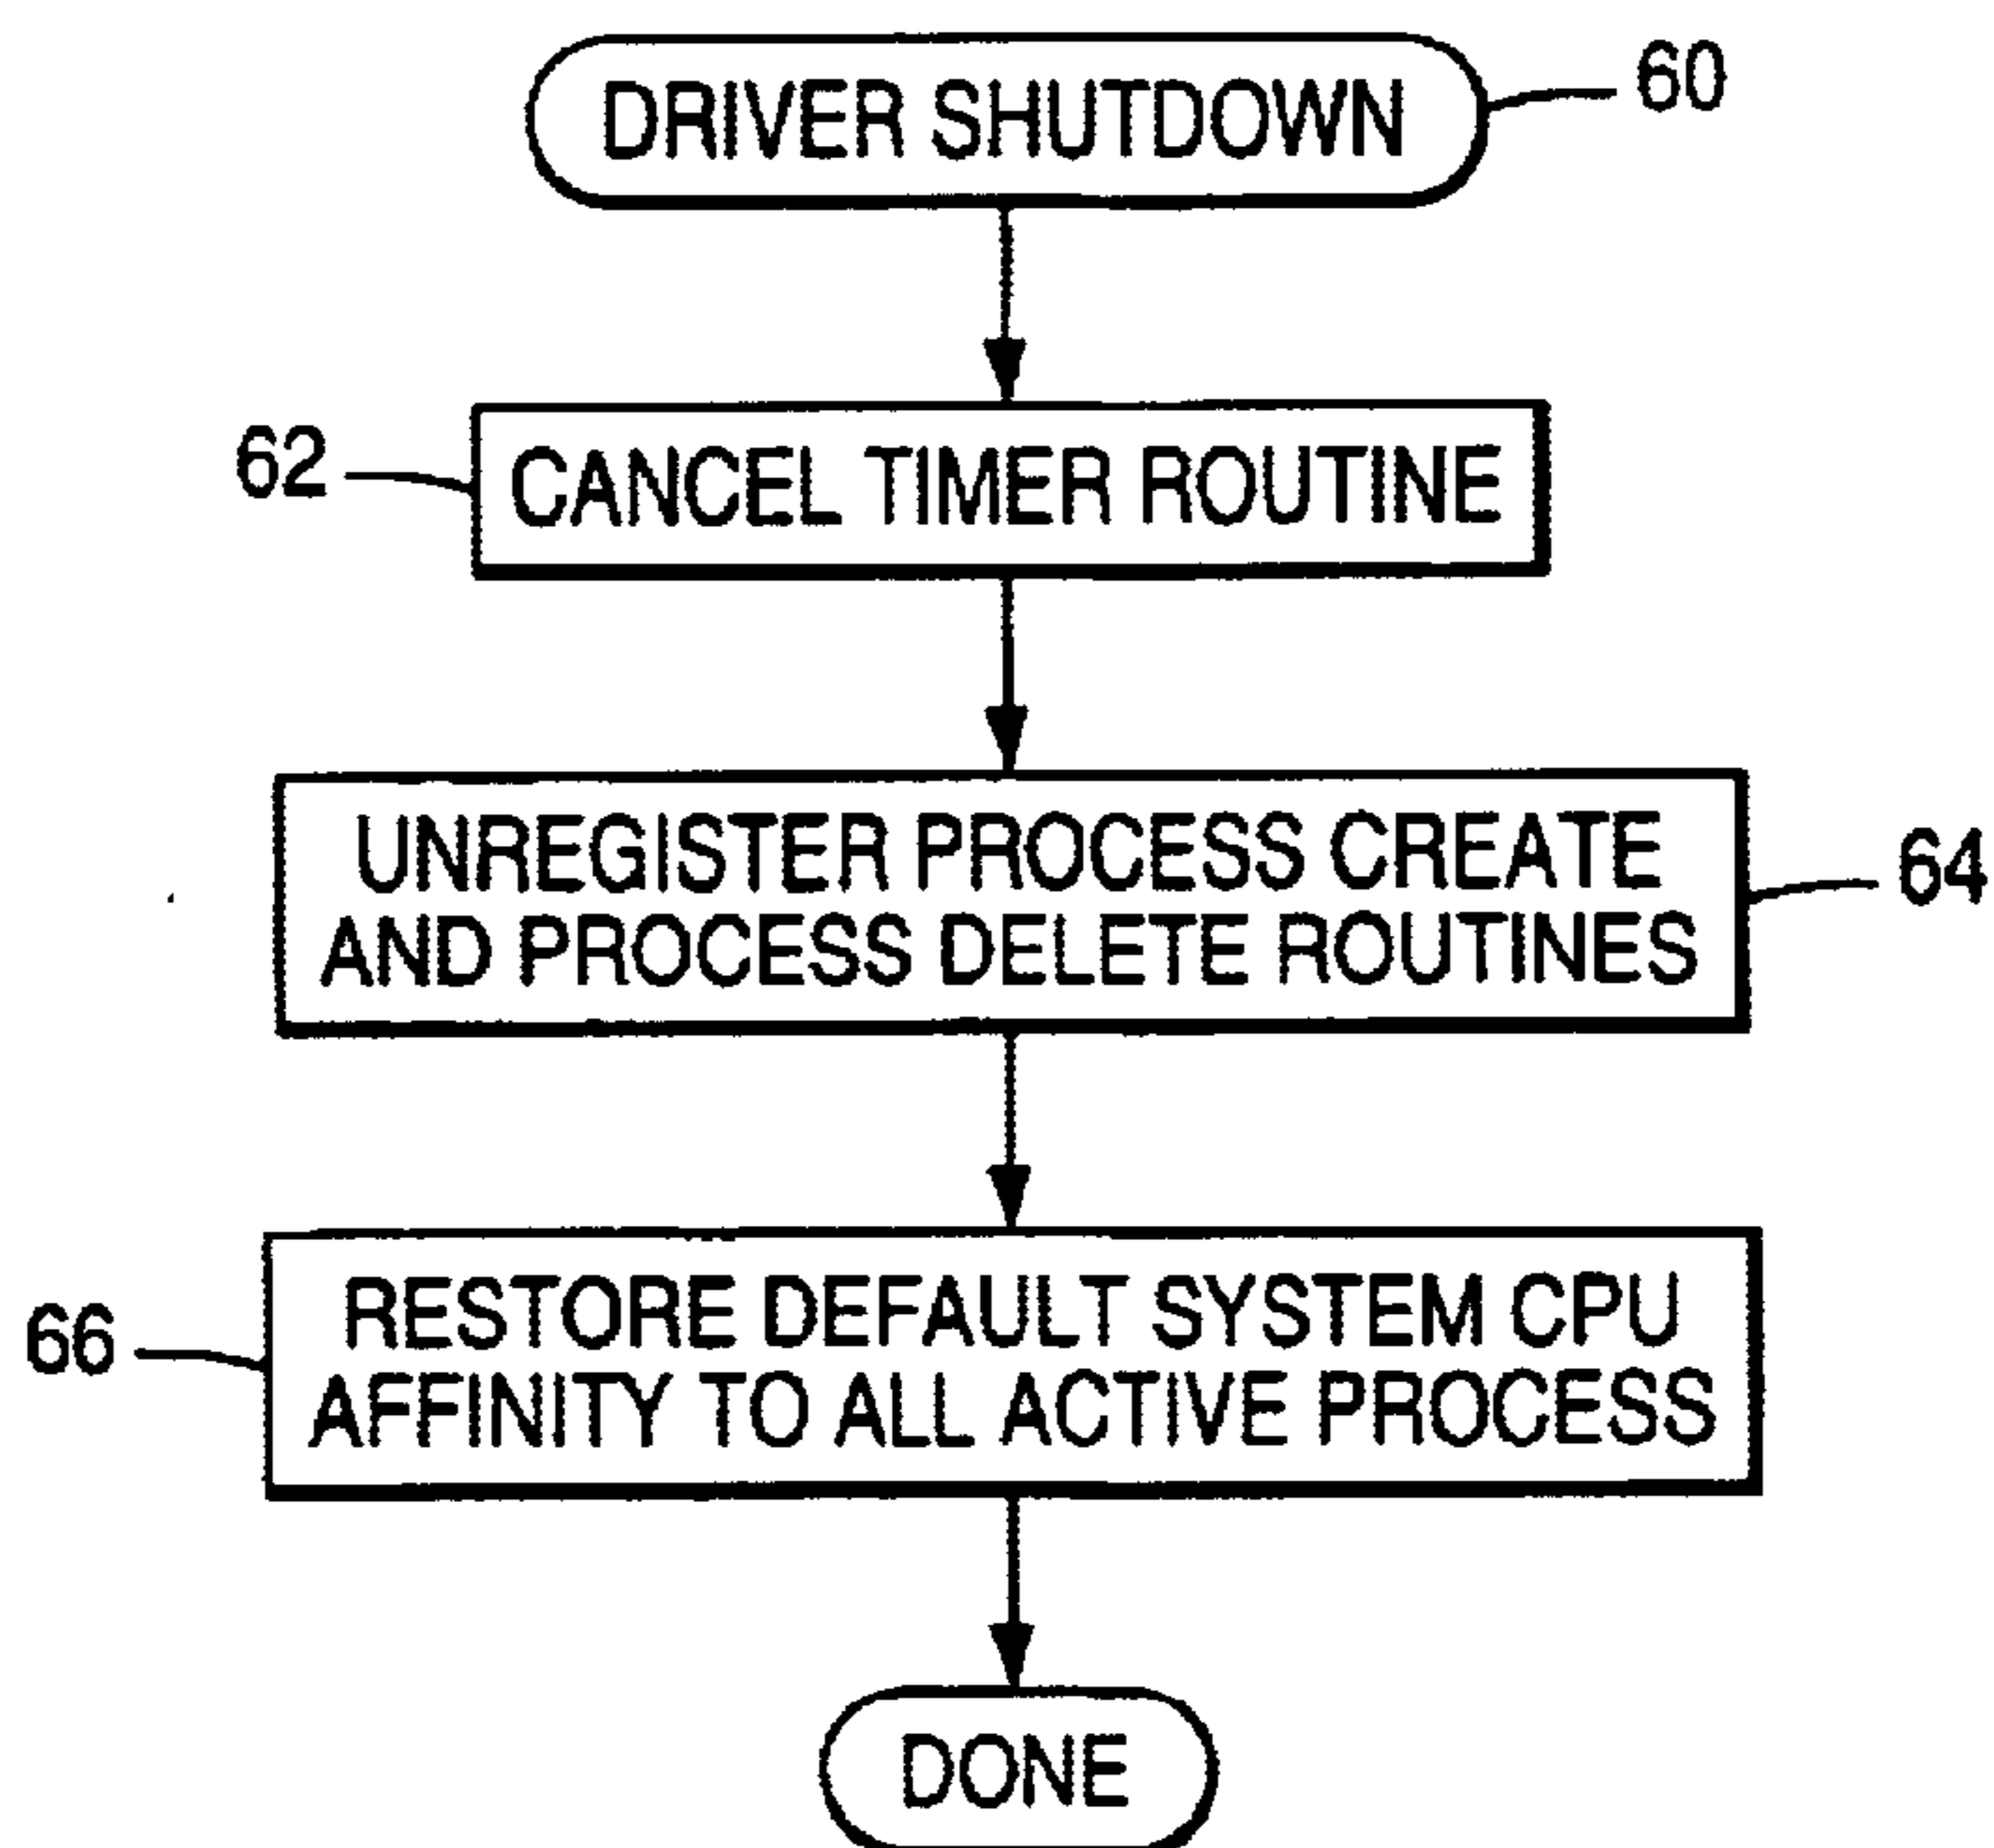 DRIVER SHUTDOWN
60
62
CANCEL TIMER ROUTINE
UNREGISTER PROCESS CREATE
AND PROCESS DELETE ROUTINES
64
66
RESTORE DEFAULT SYSTEM CPU
AFFINITY TO ALL ACTIVE PROCESS
DONE